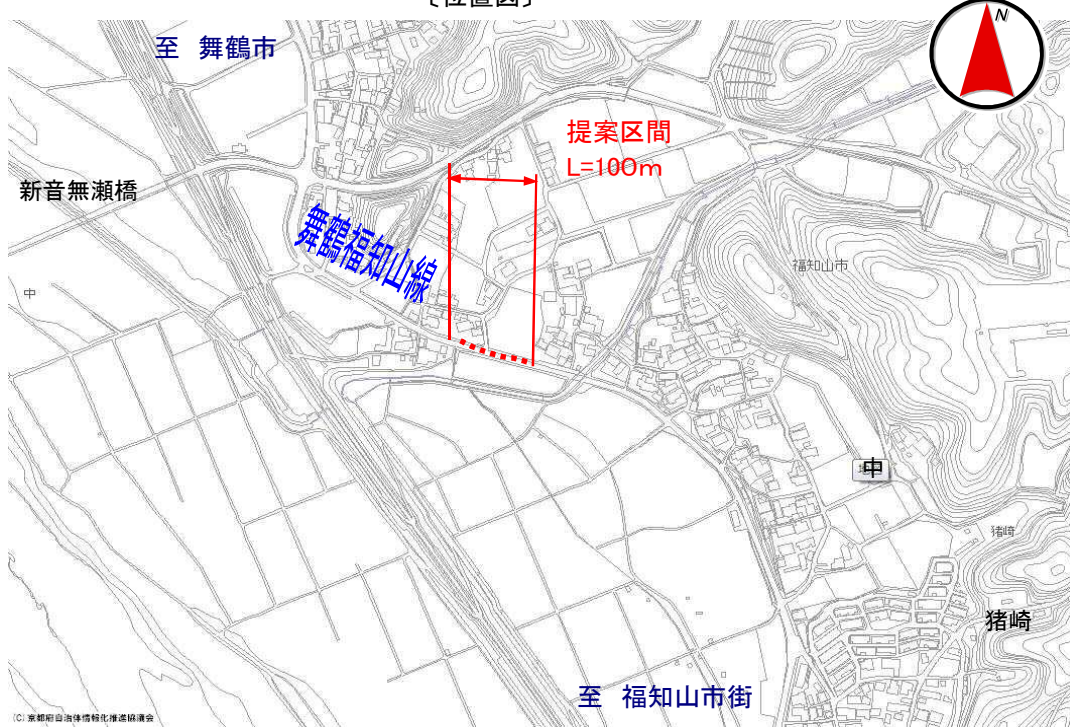 〔位置図〕
N
至 舞鶴市
提案区間
L=100m
新音無瀬橋
舞鶴福知山線
福知山市
中
中
猪崎
猪崎
至 福知山市街
(C) 京都府自治体情報化推進協議会